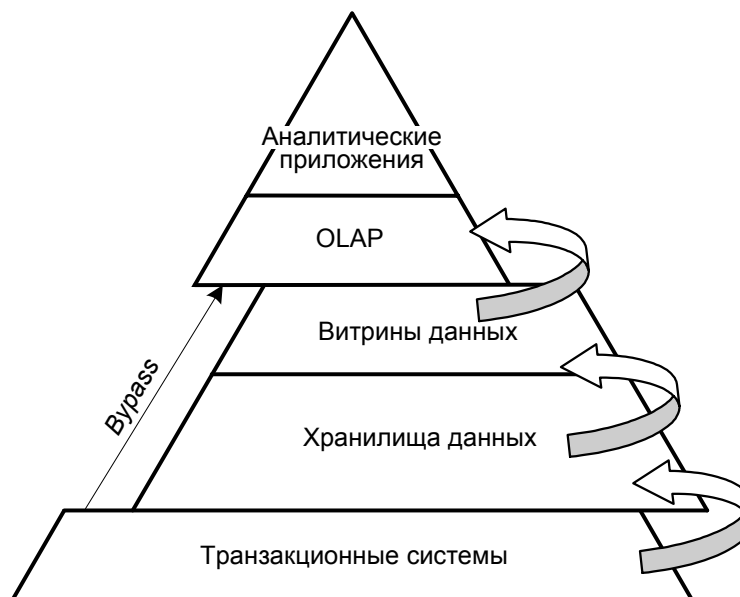 Аналитические
приложения
OLAP
Витрины данных
Bypass
Хранилища данных
Транзакционные системы